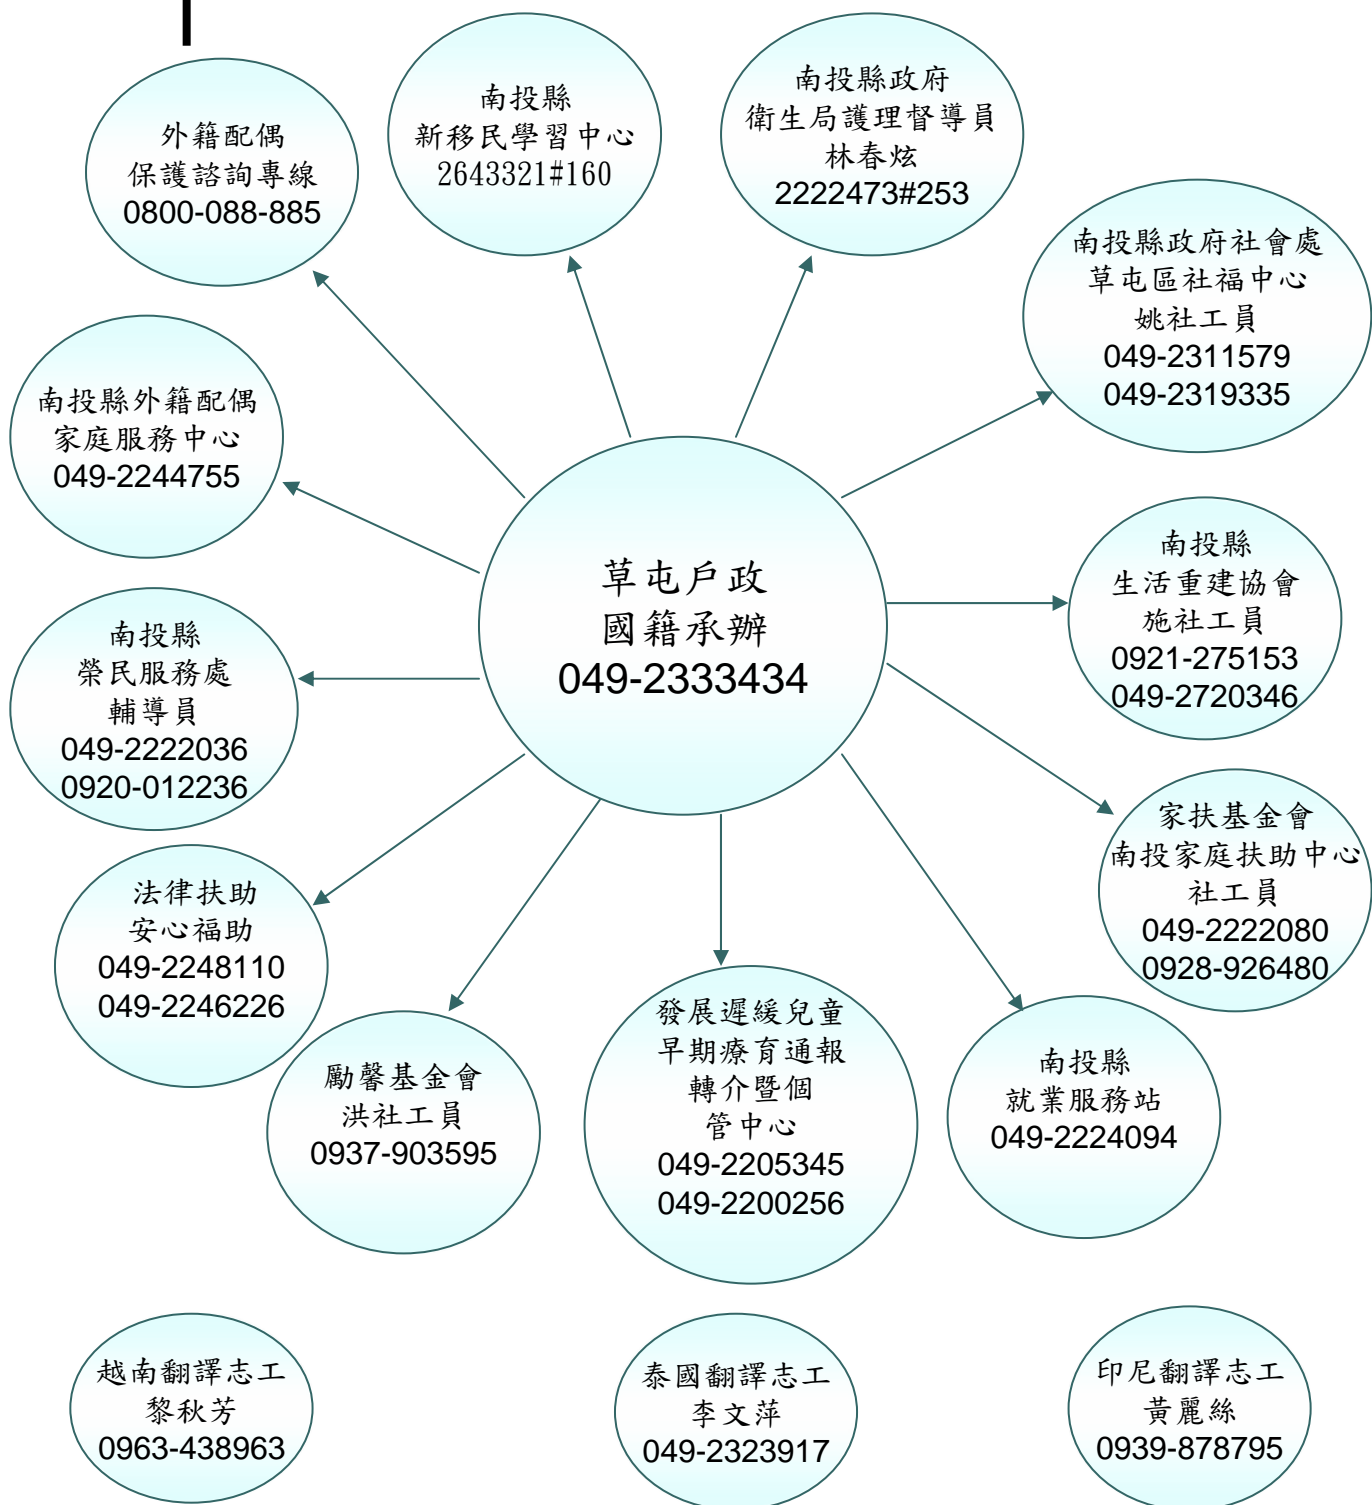 外籍配偶
保護諮詢專線
0800-088-885
南投縣
新移民學習中心
2643321#160
南投縣政府
衛生局護理督導員
林春炫
2222473#253
南投縣政府社會處
草屯區社福中心
姚社工員
049-2311579
049-2319335
南投縣外籍配偶
家庭服務中心
049-2244755
草屯戶政
國籍承辦
049-2333434
南投縣
生活重建協會
施社工員
0921-275153
049-2720346
南投縣
榮民服務處
輔導員
049-2222036
0920-012236
家扶基金會
南投家庭扶助中心
社工員
049-2222080
0928-926480
法律扶助
安心福助
049-2248110
049-2246226
勵馨基金會
洪社工員
0937-903595
發展遲緩兒童
早期療育通報
轉介暨個
管中心
049-2205345
049-2200256
南投縣
就業服務站
049-2224094
越南翻譯志工
黎秋芳
0963-438963
泰國翻譯志工
李文萍
049-2323917
印尼翻譯志工
黃麗絲
0939-878795